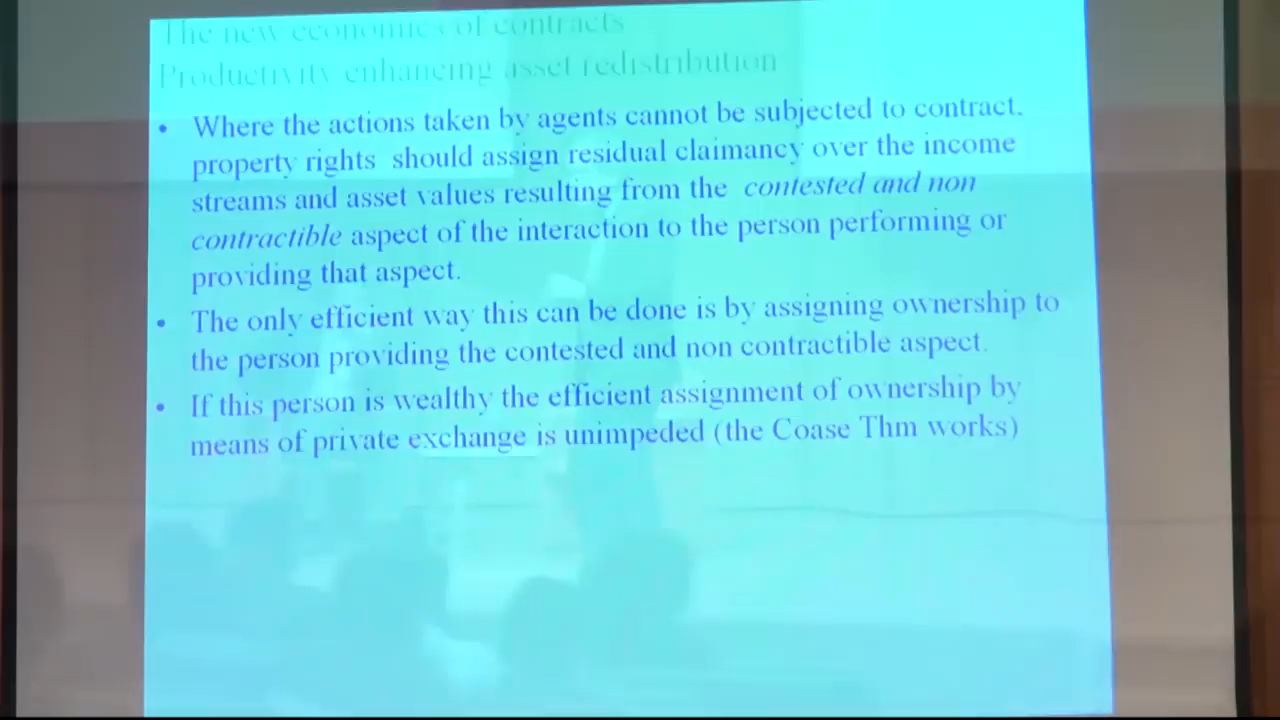 The new economics of contracts
Productivity enhancing asset redistribution
• Where the actions taken by agents cannot be subjected to contract,
property rights should assign residual claimancy over the income
streams and asset values resulting from the contested and non
contractible aspect of the interaction to the person performing or
providing that aspect.
• The only efficient way this can be done is by assigning ownership to
the person providing the contested and non contractible aspect.
• If this person is wealthy the efficient assignment of ownership by
means of private exchange is unimpeded (the Coase Thm works)